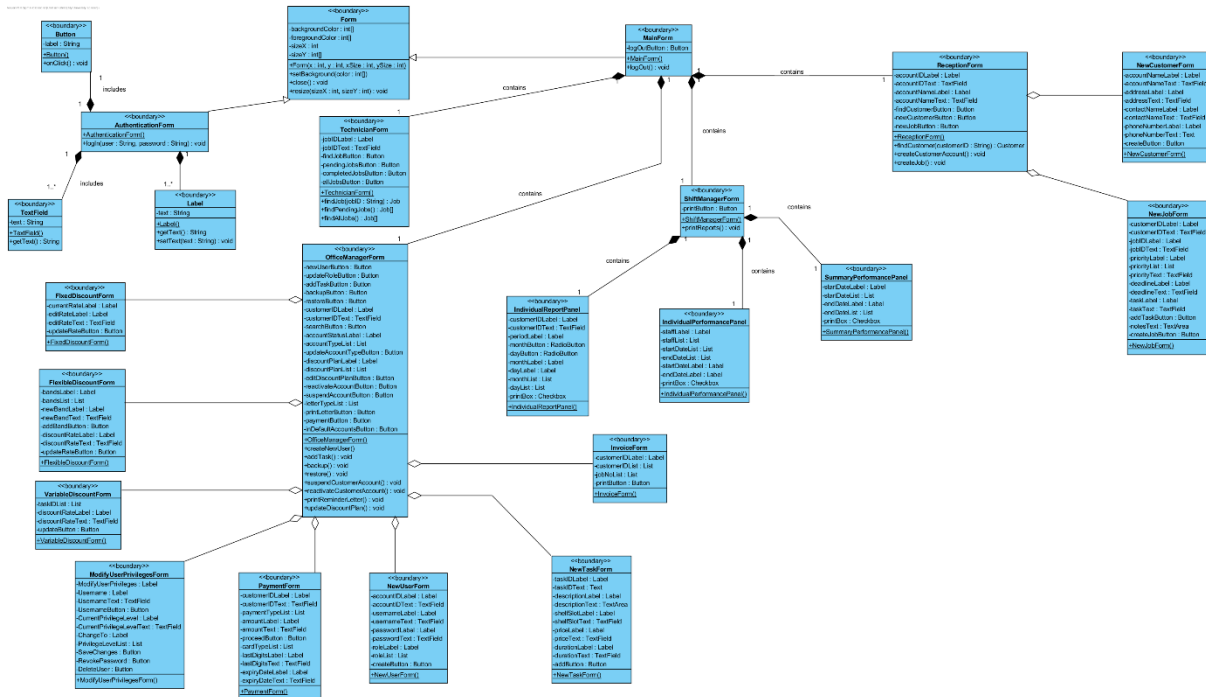 <<boundary>>
Button
-label : String
+Button()
+onClick() : void
1
includes
1
<<boundary>>
AuthenticationForm
+AuthenticationForm()
+login(user : String, password : String) : void
1
1
includes
1..*
1..*
<<boundary>>
TextField
-text : String
+TextField()
+getText() : String
<<boundary>>
Label
-text : String
+Label()
+getText() : String
+setText(text : String) : void
<<boundary>>
Form
-backgroundColor : int[]
-foregroundColor : int[]
-sizeX : int
-sizeY : int[]
+Form(x : int, y : int, xSize : int, ySize : int)
+setBackground(color : int[])
+close() : void
+resize(sizeX : int, sizeY : int) : void
<<boundary>>
MainForm
-logOutButton : Button
+MainForm()
+logOut() : void
1
1
1
1
contains
contains
contains
contains
1
1
1
1
<<boundary>>
TechnicianForm
-jobIDLabel : Label
-jobIDText : TextField
-findJobButton : Button
-pendingJobsButton : Button
-completedJobsButton : Button
-allJobsButton : Button
+TechnicianForm()
+findJob(jobID : String) : Job
+findPendingJobs() : Job[]
+findAllJobs() : Job[]
<<boundary>>
ReceptionForm
-accountIDLabel : Label
-accountIDText : TextField
-accountNameLabel : Label
-accountNameText : TextField
-findCustomerButton : Button
-newCustomerButton : Button
-newJobButton : Button
+ReceptionForm()
+findCustomer(customerID : String) : Customer
+createCustomerAccount() : void
+createJob() : void
<<boundary>>
NewCustomerForm
-accountNameLabel : Label
-accountNameText : TextField
-addressLabel : Label
-addressText : TextField
-contactNameLabel : Label
-contactNameText : TextField
-phoneNumberLabel : Label
-phoneNumberText : Text
-createButton : Button
+NewCustomerForm()
<<boundary>>
NewJobForm
-customerIDLabel : Label
-customerIDText : TextField
-jobIDLabel : Label
-jobIDText : TextField
-priorityLabel : Label
-priorityList : List
-priorityText : TextField
-deadlineLabel : Label
-deadlineText : TextField
-taskLabel : Label
-taskText : TextField
-addTaskButton : Button
-notesText : TextArea
-createJobButton : Button
+NewJobForm()
<<boundary>>
ShiftManagerForm
-printButton : Button
+ShiftManagerForm()
+printReports() : void
1
1
1
contains
contains
contains
1
1
1
<<boundary>>
SummaryPerformancePanel
-startDateLabel : Label
-startDateList : List
-endDateLabel : Label
-endDateList : List
-printBox : Checkbox
+SummaryPerformancePanel()
<<boundary>>
IndividualReportPanel
-customerIDLabel : Label
-customerIDText : TextField
-periodLabel : Label
-monthButton : RadioButton
-dayButton : RadioButton
-monthLabel : Label
-dayLabel : Label
-monthList : List
-dayList : List
-printBox : Checkbox
+IndividualReportPanel()
<<boundary>>
IndividualPerformancePanel
-staffLabel : Label
-staffList : List
-startDateList : List
-endDateList : List
-startDateLabel : Label
-endDateLabel : Label
-printBox : Checkbox
+IndividualPerformancePanel()
<<boundary>>
OfficeManagerForm
-newUserButton : Button
-updateRoleButton : Button
-addTaskButton : Button
-backupButton : Button
-restoreButton : Button
-customerIDLabel : Label
-customerIDText : TextField
-searchButton : Button
-accountStatusLabel : Label
-accountTypeList : List
-updateAccountTypeButton : Button
-discountPlanLabel : Label
-discountPlanList : List
-editDiscountPlanButton : Button
-reactivateAccountButton : Button
-suspendAccountButton : Button
-letterTypeList : List
-printLetterButton : Button
-paymentButton : Button
-inDefaultAccountsButton : Button
+OfficeManagerForm()
+createNewUser()
+addTask() : void
+backup() : void
+restore() : void
+suspendCustomerAccount() : void
+reactivateCustomerAccount() : void
+printReminderLetter() : void
+updateDiscountPlan() : void
<<boundary>>
FixedDiscountForm
-currentRateLabel : Label
-editRateLabel : Label
-editRateText : TextField
-updateRateButton : Button
+FixedDiscountForm()
<<boundary>>
FlexibleDiscountForm
-bandsLabel : Label
-bandsList : List
-newBandLabel : Label
-newBandText : TextField
-addBandButton : Button
-discountRateLabel : Label
-discountRateText : TextField
-updateRateButton : Button
+FlexibleDiscountForm()
<<boundary>>
VariableDiscountForm
-taskIDList : List
-discountRateLabel : Label
-discountRateText : TextField
-updateButton : Button
+VariableDiscountForm()
<<boundary>>
InvoiceForm
-customerIDLabel : Label
-customerIDList : List
-jobNoList : List
-printButton : Button
+InvoiceForm()
<<boundary>>
ModifyUserPrivilegesForm
-ModifyUserPrivileges : Label
-Username : Label
-UsernameText : TextField
-UsernameButton : Button
-CurrentPrivilegeLevel : TextField
-CurrentPrivilegeLevelText : TextField
-ChangeTo : Label
-PrivilegeLevelList : List
-SaveChanges : Button
-RevokePassword : Button
-DeleteUser : Button
+ModifyUserPrivilegesForm()
<<boundary>>
PaymentForm
-customerIDLabel : Label
-customerIDText : TextField
-paymentTypeList : List
-amountLabel : Label
-amountText : TextField
-proceedButton : Button
-cardTypeList : List
-lastDigitsLabel : Label
-lastDigitsText : TextField
-expiryDateLabel : Label
-expiryDateText : TextField
+PaymentForm()
<<boundary>>
NewUserForm
-accountIDLabel : Label
-accountIDText : TextField
-usernameLabel : Label
-usernameText : TextField
-passwordLabel : Label
-passwordText : TextField
-roleLabel : Label
-roleList : List
-createButton : Button
+NewUserForm()
<<boundary>>
NewTaskForm
-taskIDLabel : Label
-taskIDText : Text
-descriptionLabel : Label
-descriptionText : TextArea
-shelfSlotLabel : Label
-shelfSlotText : TextField
-priceLabel : Label
-priceText : TextField
-durationLabel : Label
-durationText : TextField
-addButton : Button
+NewTaskForm()